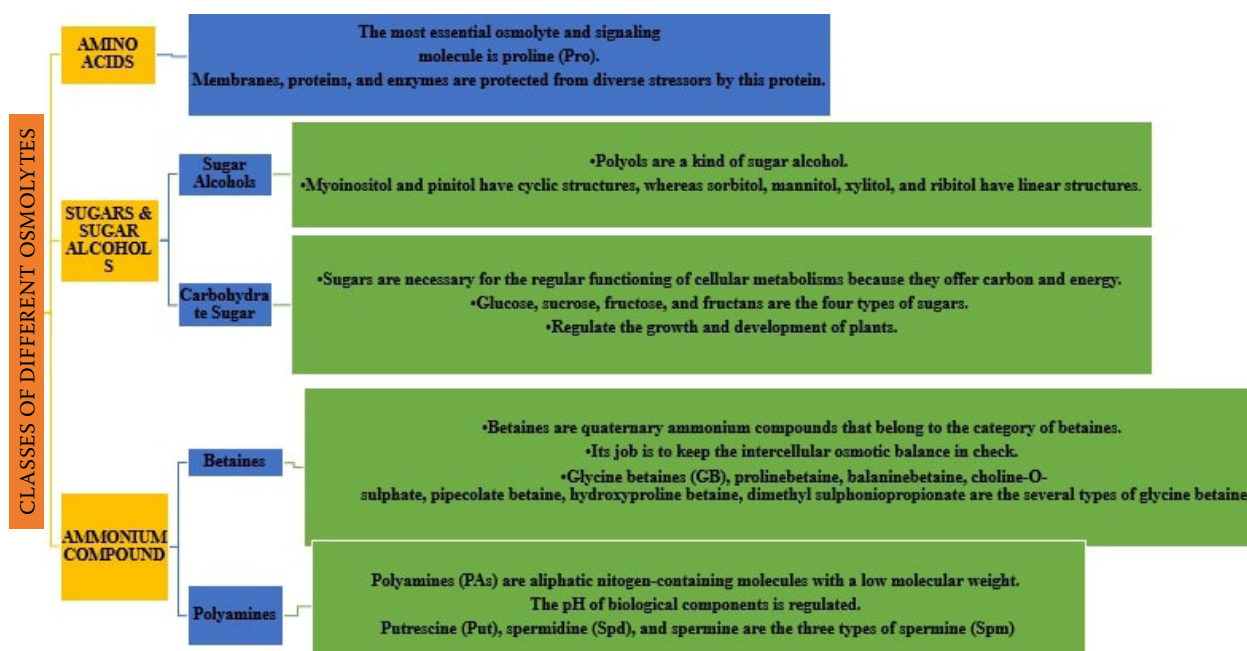 CLASSES OF DIFFERENT OSMOLYTES
AMINO
ACIDS
The most essential osmolyte and signaling
molecule is proline (Pro).
Membranes, proteins, and enzymes are protected from diverse stressors by this protein.
SUGARS &
SUGAR
ALCOHOL
S
Sugar
Alcohols
•Polyols are a kind of sugar alcohol.
•Myoinositol and pinitol have cyclic structures, whereas sorbitol, mannitol, xylitol, and ribitol have linear structures.
Carbohydra
te Sugar
•Sugars are necessary for the regular functioning of cellular metabolisms because they offer carbon and energy.
•Glucose, sucrose, fructose, and fructans are the four types of sugars.
•Regulate the growth and development of plants.
AMMONIUM
COMPOUND
Betaines
•Betaines are quaternary ammonium compounds that belong to the category of betaines.
•Its job is to keep the intercellular osmotic balance in check.
•Glycine betaines (GB), prolinebetaine, balaninebetaine, choline-O-
sulphate, pipecolate betaine, hydroxyproline betaine, dimethyl sulphoniopropionate are the several types of glycine betaine
Polyamines
Polyamines (PAs) are aliphatic nitogen-containing molecules with a low molecular weight.
The pH of biological components is regulated.
Putrescine (Put), spermidine (Spd), and spermine are the three types of spermine (Spm)